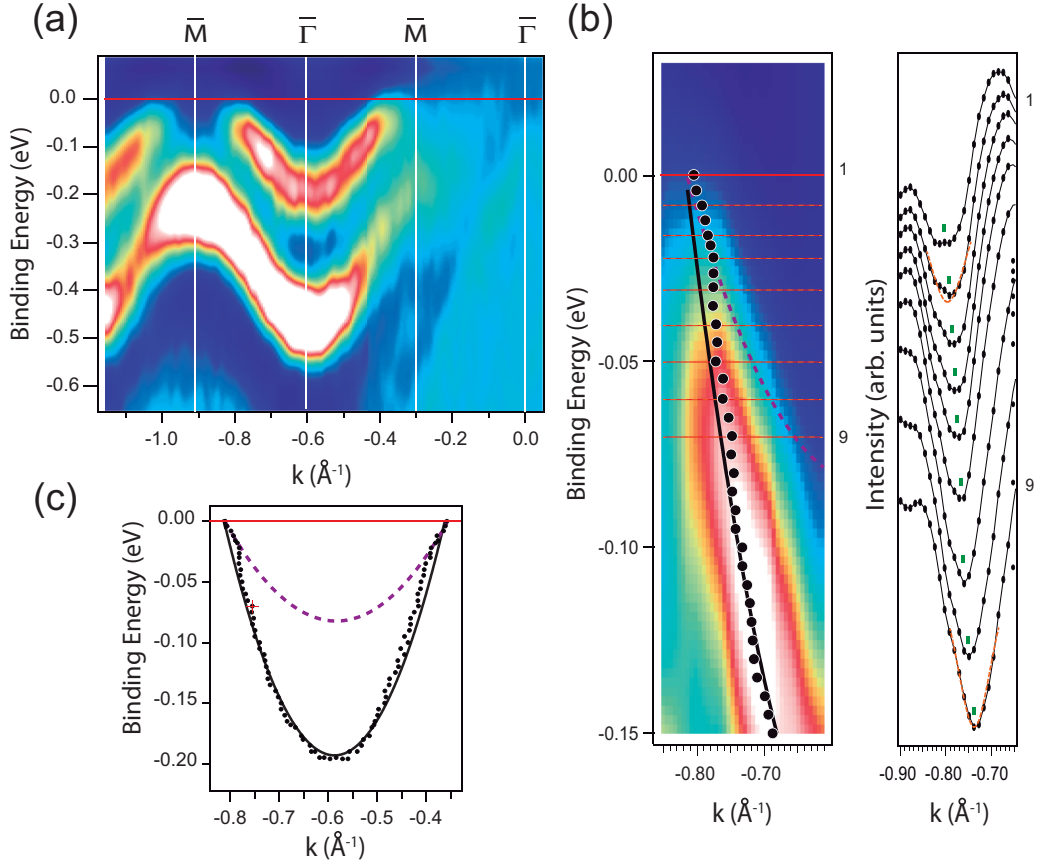 (a)
M Γ M Γ
0.0
-0.1
-0.2
-0.3
-0.4
-0.5
-0.6
Binding Energy (eV)
-1.0 -0.8 -0.6 -0.4 -0.2 0.0
k (Å⁻¹)
(b)
0.00
-0.05
-0.10
-0.15
Binding Energy (eV)
1
9
-0.80 -0.70
k (Å⁻¹)
Intensity (arb. units)
1
9
-0.90 -0.80 -0.70
k (Å⁻¹)
(c)
0.00
-0.05
-0.10
-0.15
-0.20
Binding Energy (eV)
-0.8 -0.7 -0.6 -0.5 -0.4
k (Å⁻¹)